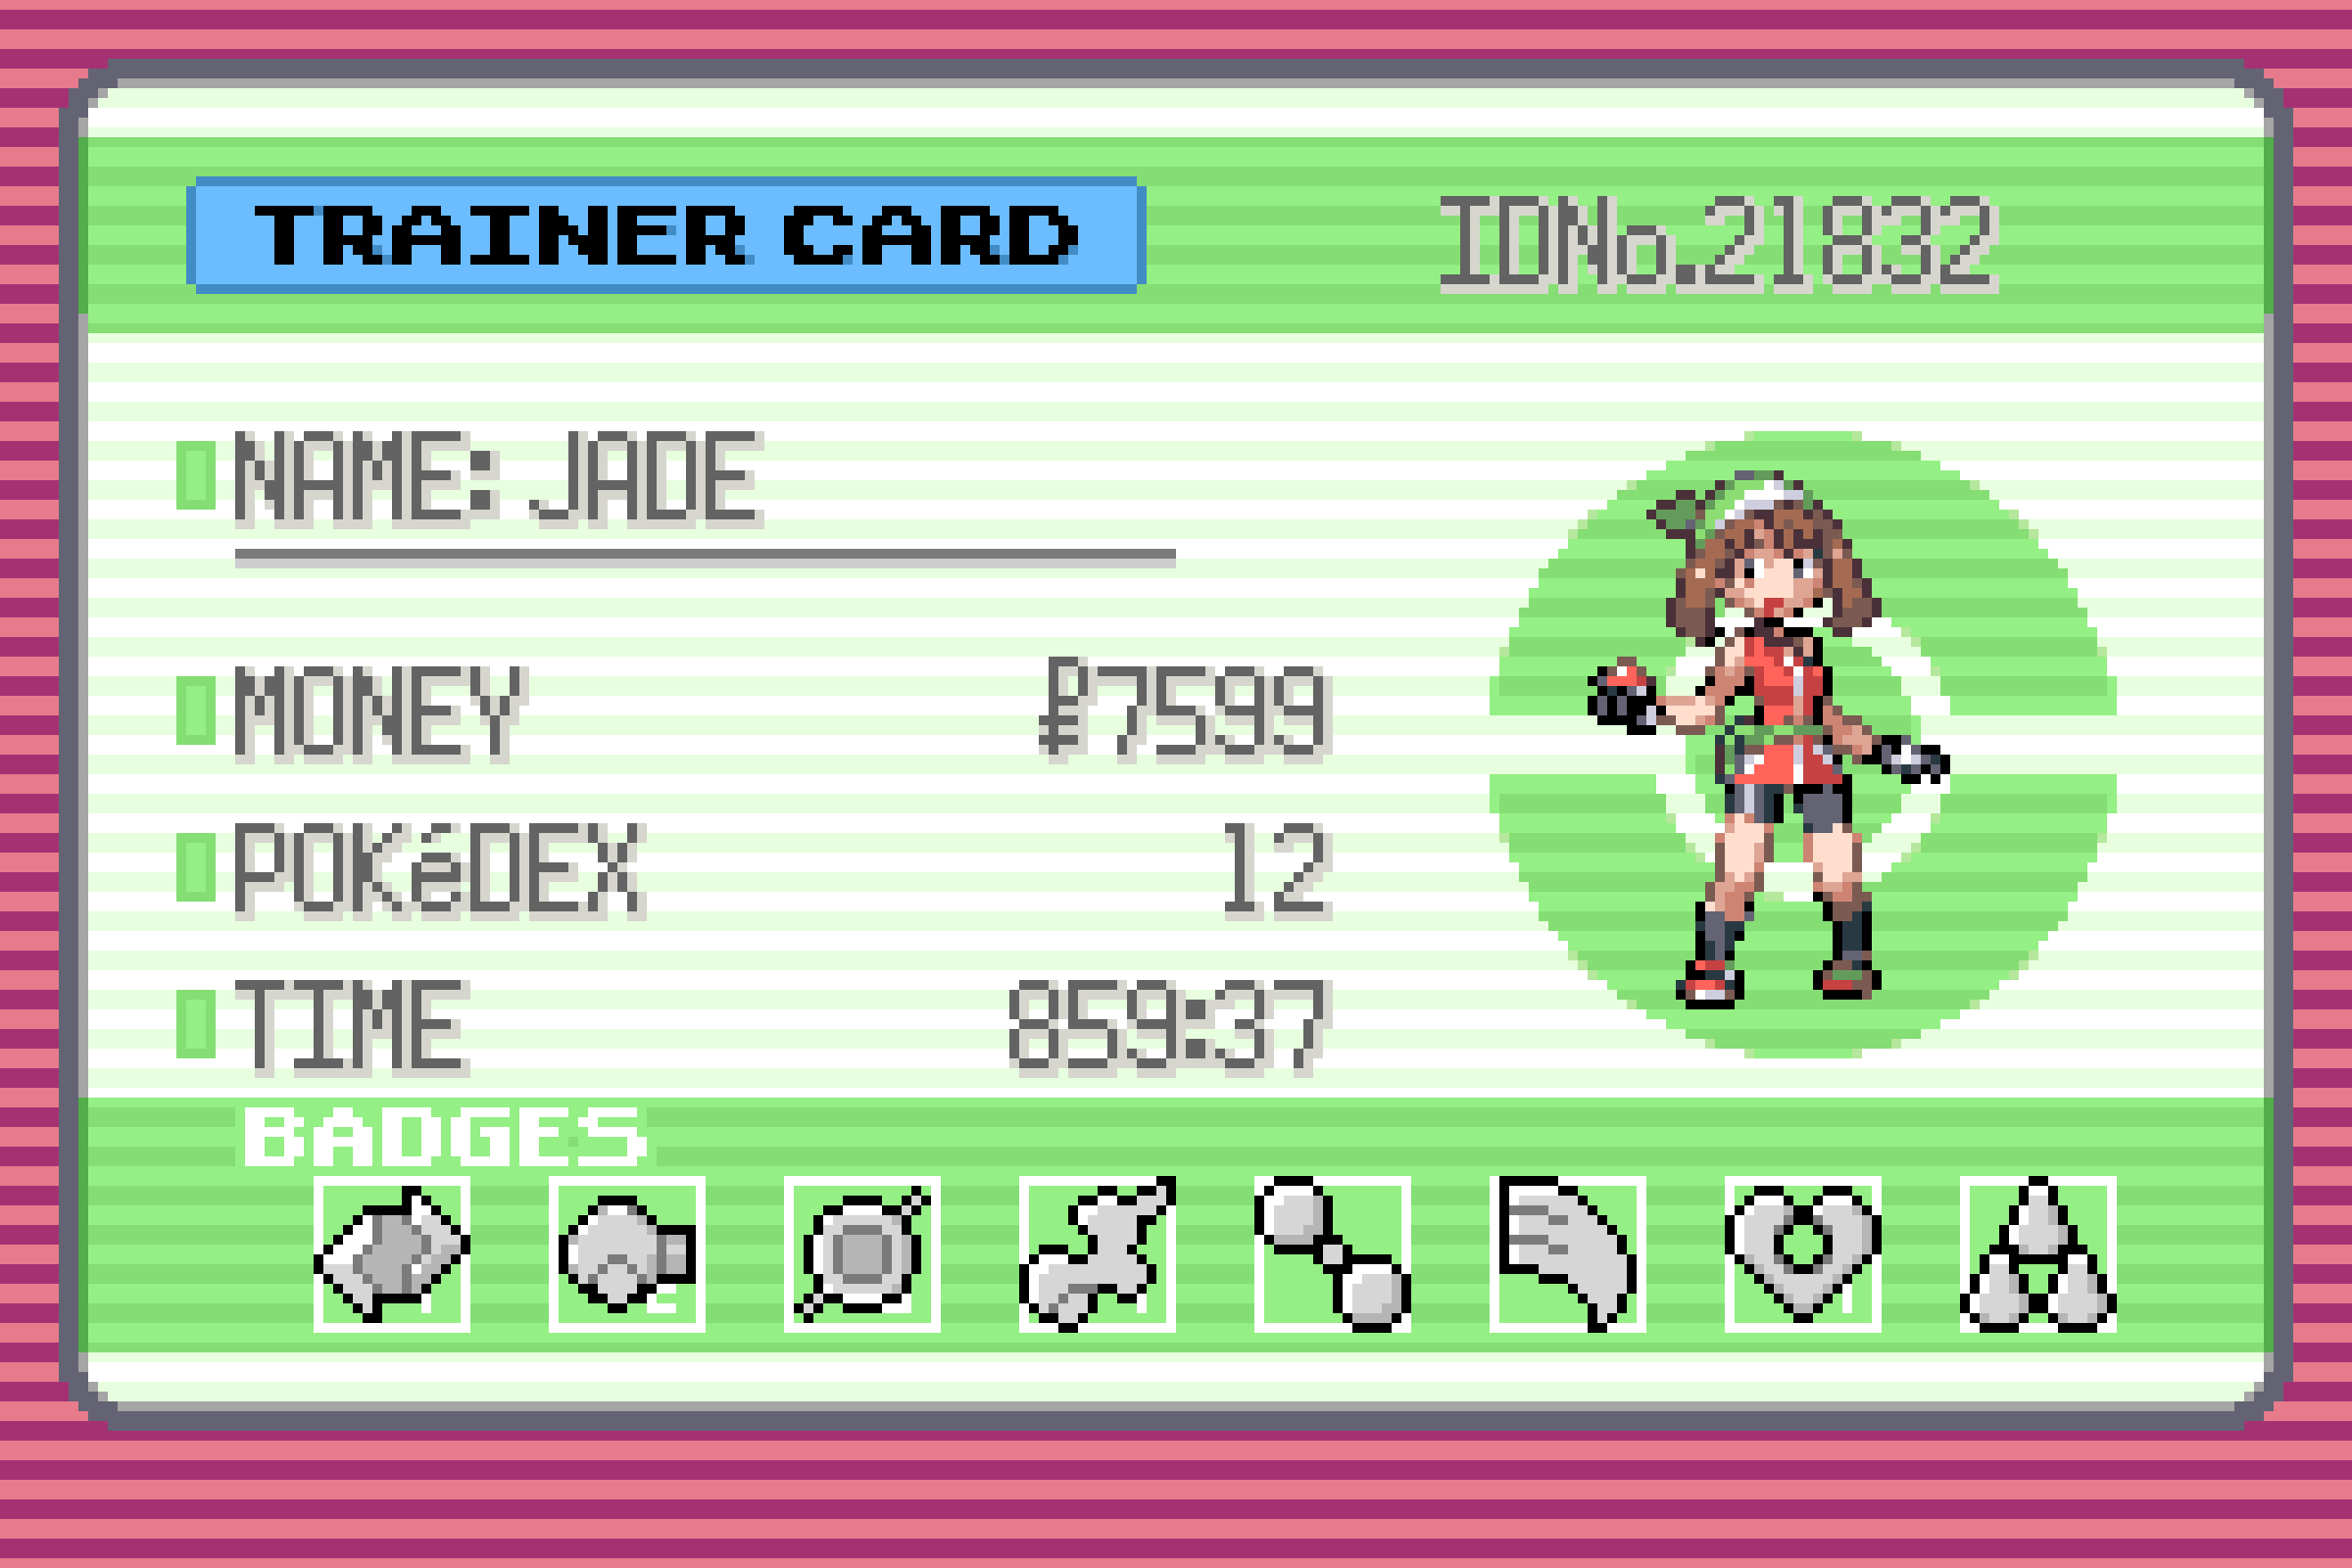 TRAINER CARD
IDNo.21832
NAME: JADE
MONEY ₽7599
POKéDEX 12
TIME 859:37
BADGES